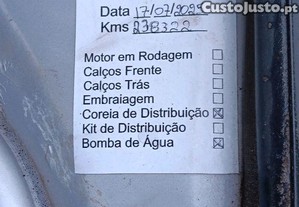 CustoJusto.pt
Data 17/07/202
Kms 238322
Motor em Rodagem
Calços Frente
Calços Trás
Embraiagem
Coreia de Distribuição
Kit de Distribuição
Bomba de Água